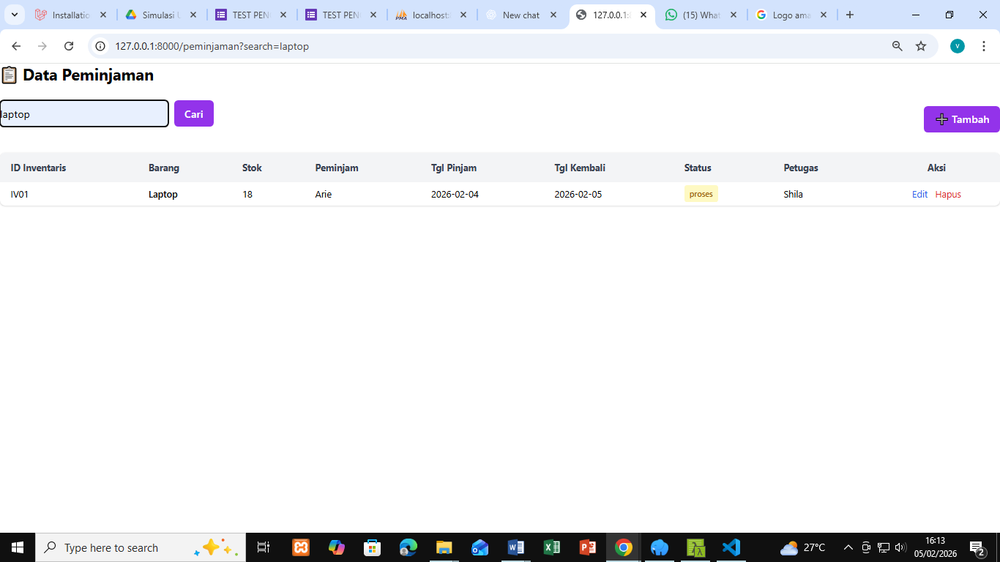 Installatio
Simulasi U
TEST PEN
TEST PEN
localhost
New chat
127.0.0.1:8
(15) What
Logo ama
127.0.0.1:8000/peminjaman?search=laptop
V
Data Peminjaman
laptop
Cari
Tambah
ID Inventaris Barang Stok Peminjam Tgl Pinjam Tgl Kembali Status Petugas Aksi
IV01 Laptop 18 Arie 2026-02-04 2026-02-05 proses Shila Edit Hapus
Type here to search
27°C
16:13
05/02/2026
2